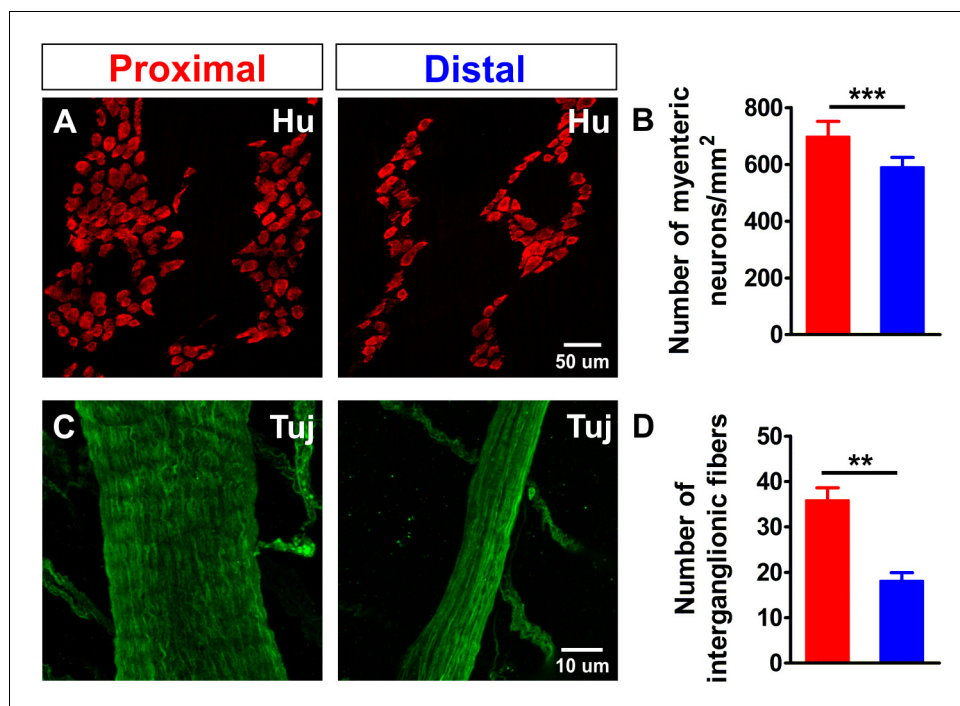 Proximal
Distal
A
Hu
Hu
50 um
B
Number of myenteric
neurons/mm²
800
600
400
200
0
***
C
Tuj
Tuj
10 um
D
Number of
interganglionic fibers
50
40
30
20
10
0
**